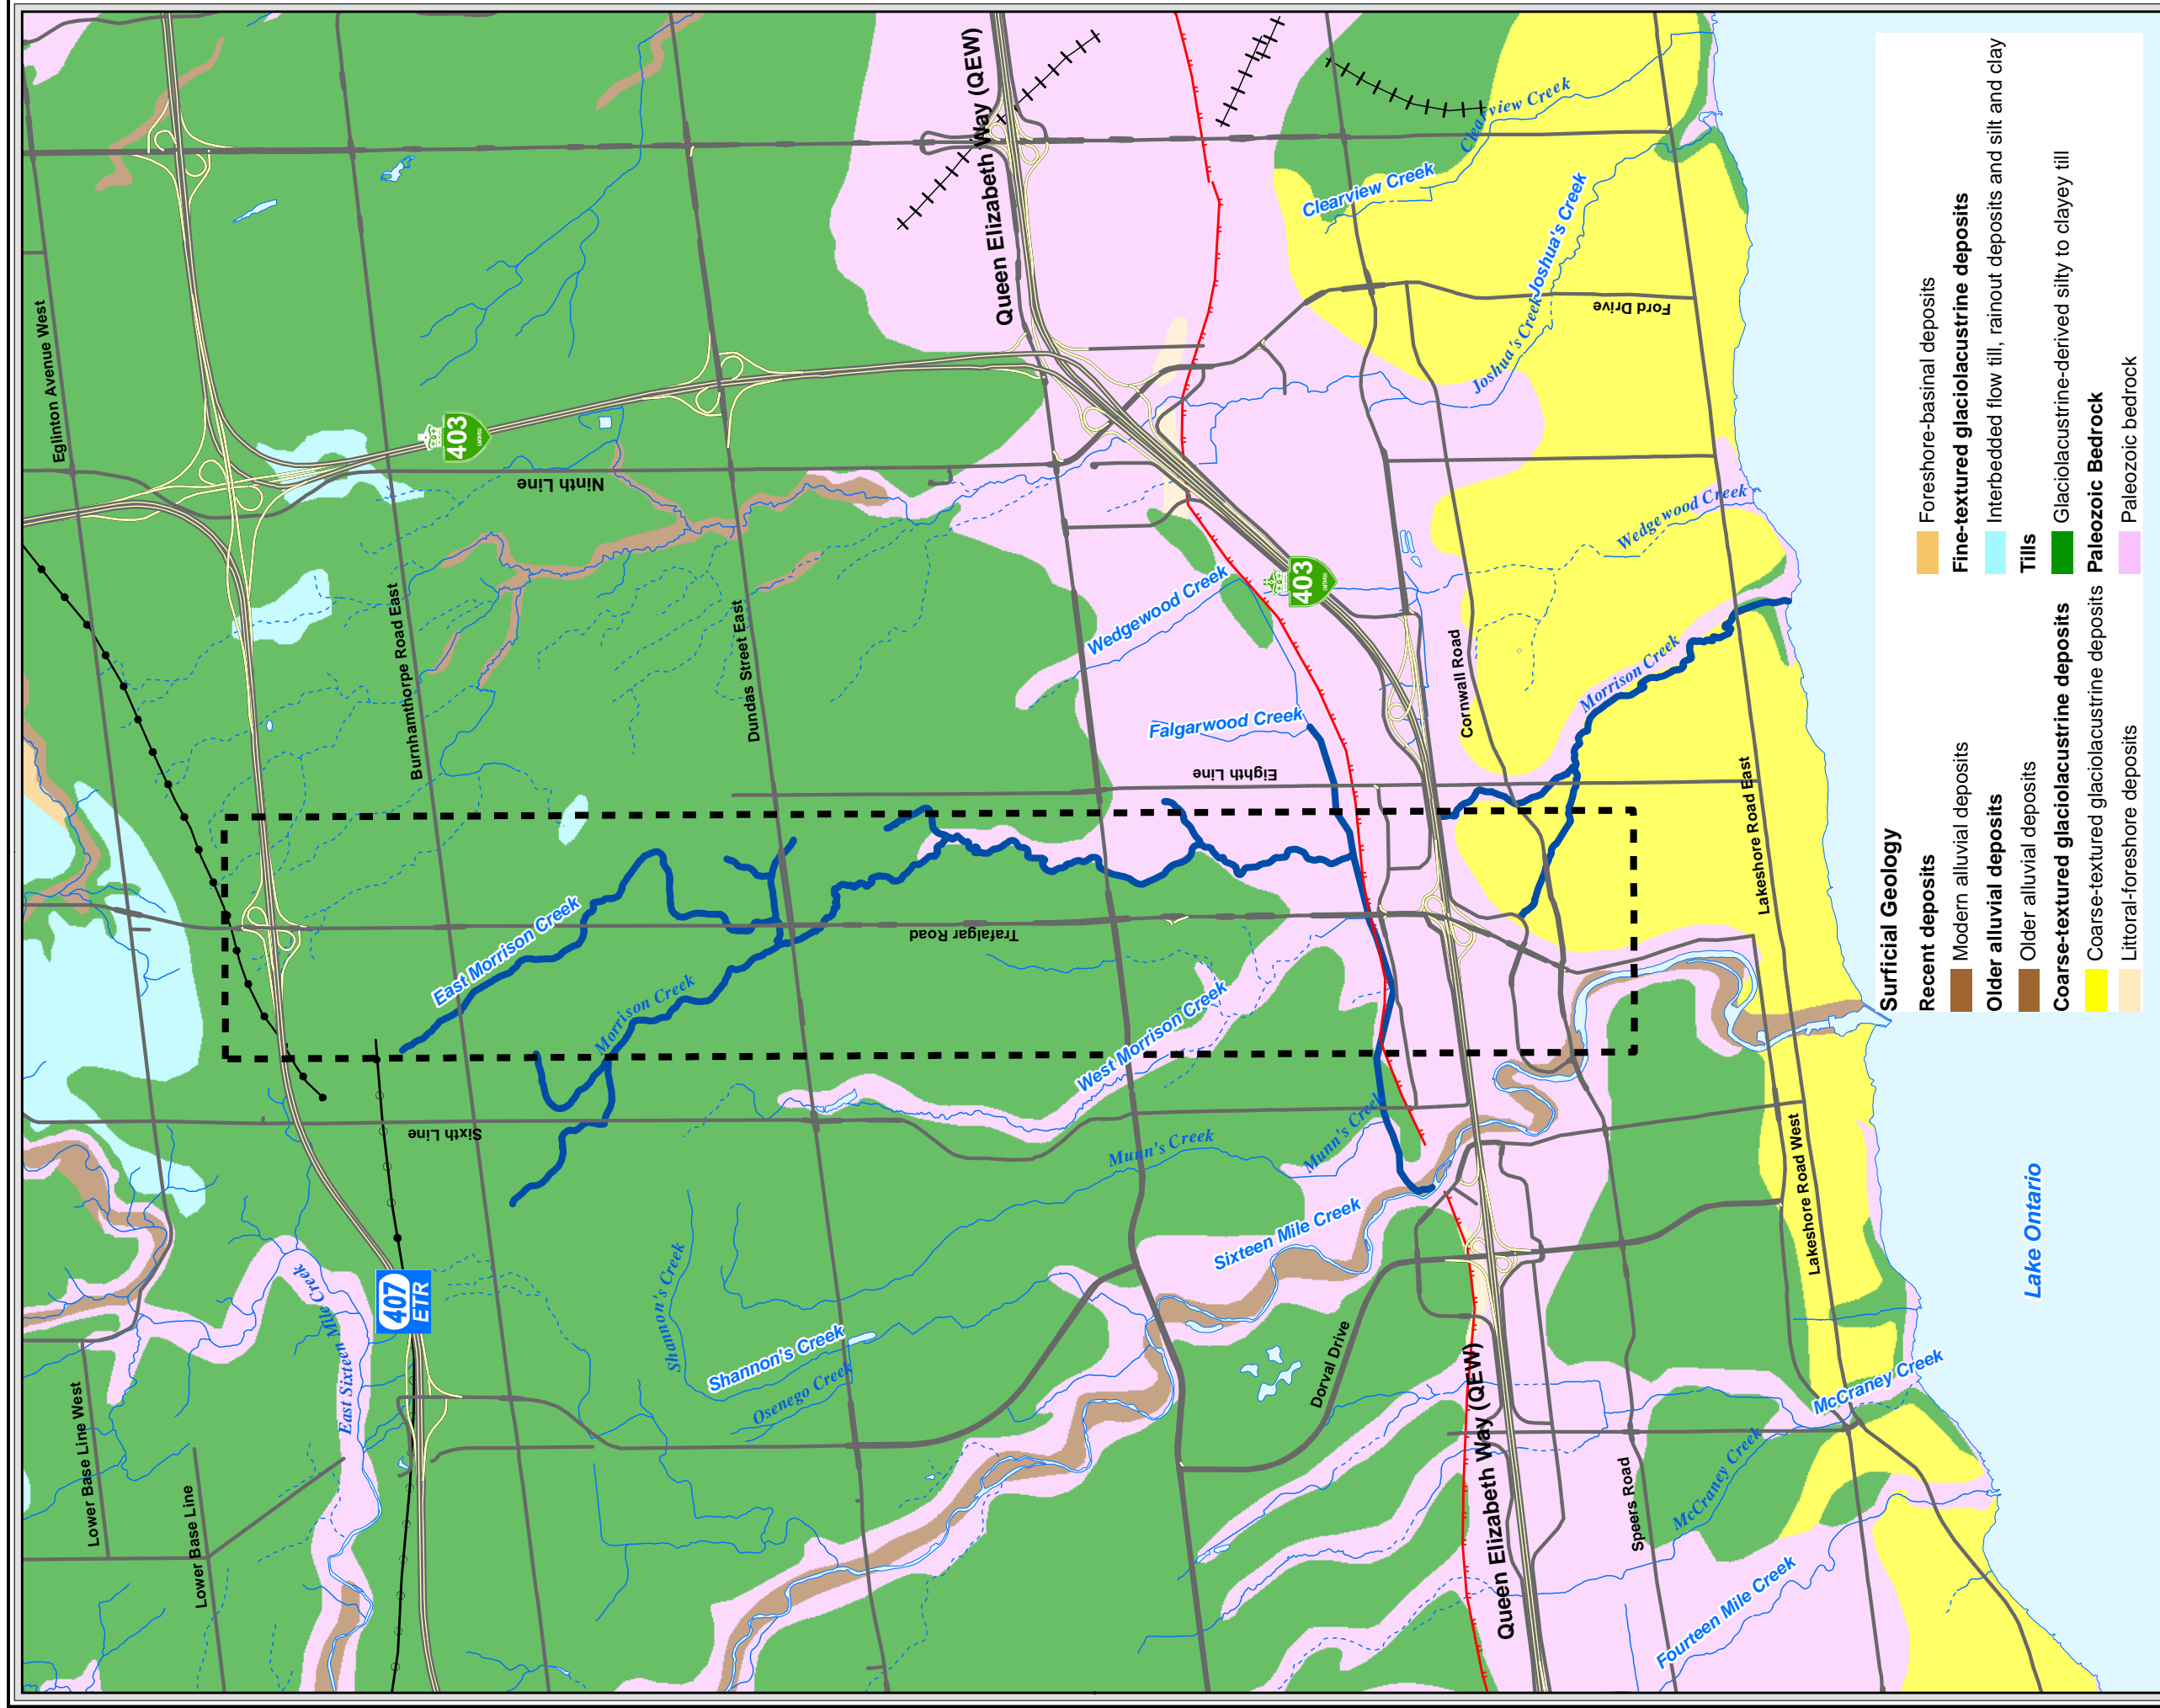 Eglinton Avenue West
Burnhamthorpe Road East
Dundas Street East
Queen Elizabeth Way (QEW)
Queen Elizabeth Way (QEW)
Clearview Creek
Clearview Creek
Joshua's Creek
Joshua's Creek
Ford Drive
403
ONTARIO
Ninth Line
403
ONTARIO
Wedgewood Creek
Wedgewood Creek
Falgarwood Creek
Cornwall Road
Morrison Creek
Eighth Line
Lakeshore Road East
East Morrison Creek
Morrison Creek
Trafalgar Road
West Morrison Creek
Sixth Line
Munn's Creek
Munn's Creek
Sixteen Mile Creek
Lakeshore Road West
Lake Ontario
East Sixteen Mile Creek
407
ETR
Shannon's Creek
Shannon's Creek
Osenego Creek
Dorval Drive
Queen Elizabeth Way (QEW)
Lower Base Line West
Lower Base Line
Speers Road
McCraney Creek
McCraney Creek
Fourteen Mile Creek
Surficial Geology
Recent deposits
Modern alluvial deposits
Older alluvial deposits
Older alluvial deposits
Coarse-textured glaciolacustrine deposits
Coarse-textured glaciolacustrine deposits
Littoral-foreshore deposits
Foreshore-basinal deposits
Fine-textured glaciolacustrine deposits
Interbedded flow till, rainout deposits and silt and clay
Tills
Glaciolacustrine-derived silty to clayey till
Paleozoic Bedrock
Paleozoic bedrock